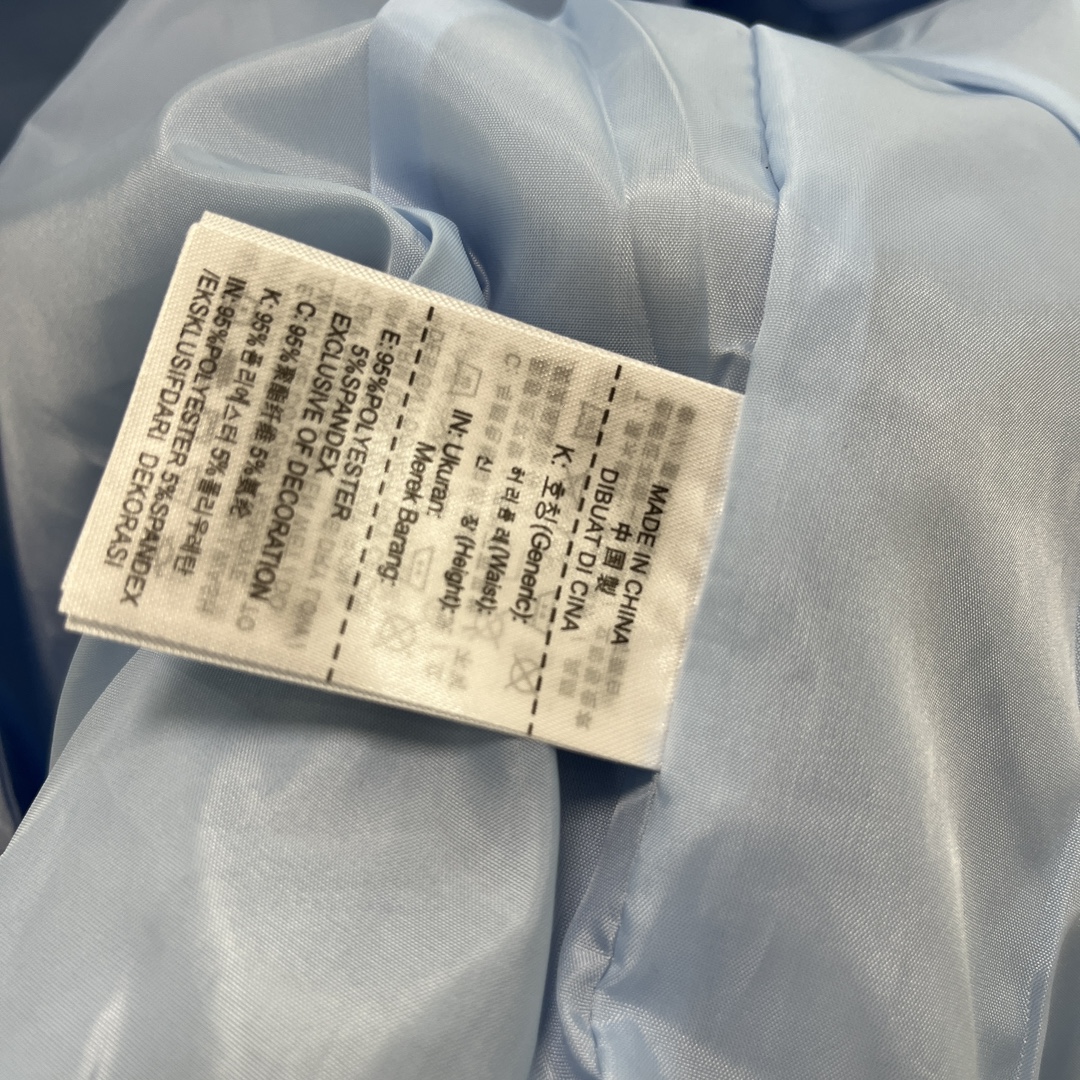 MADE IN CHINA
中國製
DIBUAT DI CINA
K: 호칭(Generic):
허리둘레(Waist):
신 장 (Height):
IN: Ukuran:
Merek Barang:
E:95%POLYESTER
5%SPANDEX
/EXCLUSIVE OF DECORATION
C: 95%聚酯纤维 5%氨纶
K:95%폴리에스터 5%폴리우레탄
IN:95%POLYESTER 5%SPANDEX
/EKSKLUSIFDARI DEKORASI